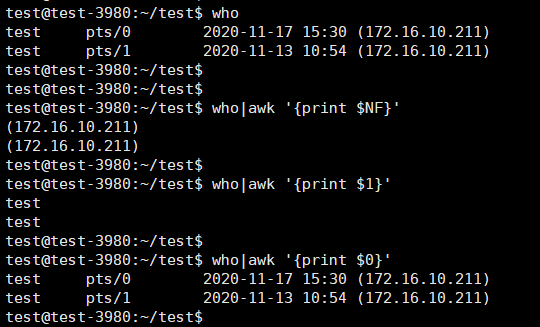 test@test-3980:~/test$ who
test     pts/0        2020-11-17 15:30 (172.16.10.211)
test     pts/1        2020-11-13 10:54 (172.16.10.211)
test@test-3980:~/test$
test@test-3980:~/test$
test@test-3980:~/test$ who|awk '{print $NF}'
(172.16.10.211)
(172.16.10.211)
test@test-3980:~/test$
test@test-3980:~/test$ who|awk '{print $1}'
test
test
test@test-3980:~/test$
test@test-3980:~/test$ who|awk '{print $0}'
test     pts/0        2020-11-17 15:30 (172.16.10.211)
test     pts/1        2020-11-13 10:54 (172.16.10.211)
test@test-3980:~/test$